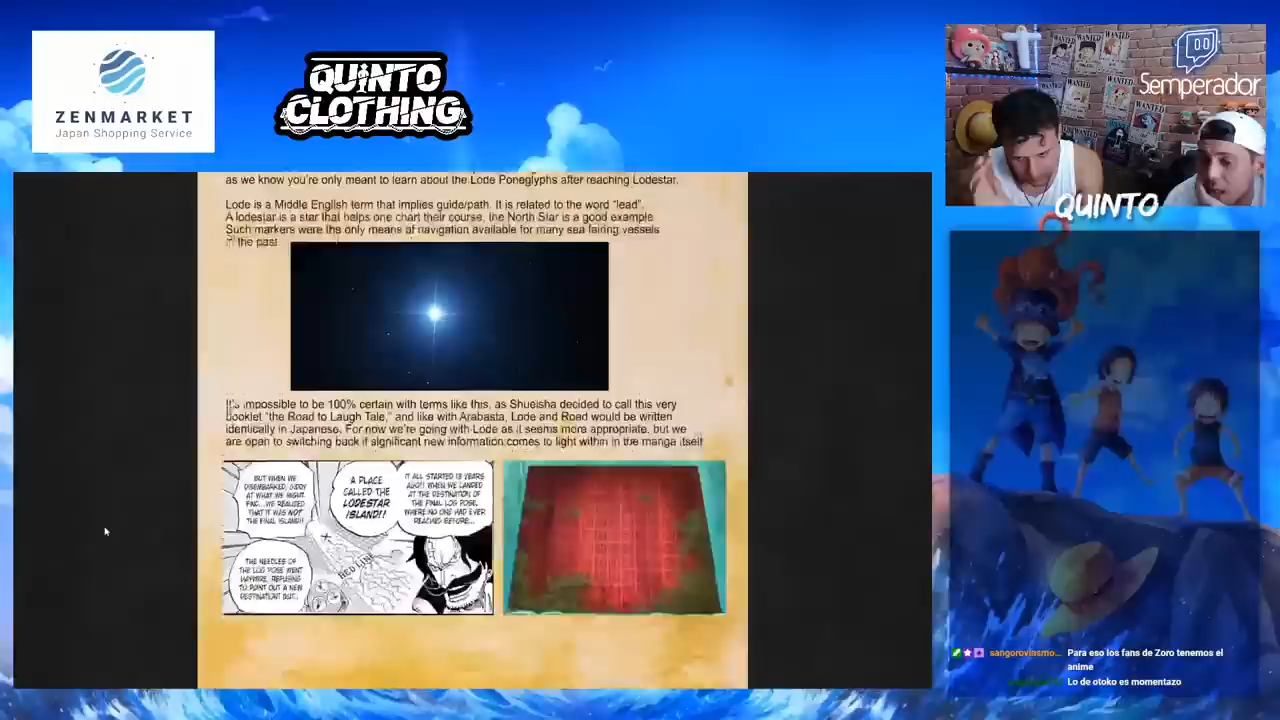 ZENMARKET
Japan Shopping Service
QUINTO
CLOTHING
Semperador
QUINTO
WANTED
WANTED
WANTED
as we know you're only meant to learn about the Lode Poneglyphs after reaching Lodestar.
Lode is a Middle English term that implies guide/path. It is related to the word "lead".
A lodestar is a star that helps one chart their course, the North Star is a good example
Such markers were the only means of navigation available for many sea fairing vessels
in the past
It's impossible to be 100% certain with terms like this, as Shueisha decided to call this very
booklet "the Road to Laugh Tale," and like with Arabasta, Lode and Road would be written
identically in Japanese. For now we're going with Lode as it seems more appropriate, but we
are open to switching back if significant new information comes to light within in the manga itself
IT ALL STARTED 13 YEARS
AGO!! WHEN WE LANDED
AT THE DESTINATION OF
THE FINAL LOG POSE,
WHERE NO ONE HAD EVER
REACHED BEFORE...
A PLACE
CALLED THE
LODESTAR
ISLAND!!
BUT WHEN WE
DISEMBARKED, GIDDY
AT WHAT WE MIGHT
FIND... WE REALIZED
THAT IT WAS NOT
THE FINAL ISLAND!!
THE NEEDLES OF
THE LOG POSE WENT
HAYWIRE, REFUSING
TO POINT OUT A NEW
DESTINATION! BUT...
RED LINE
sangoroviasmo... Para eso los fans de Zoro tenemos el
anime
Lo de otoko es momentazo